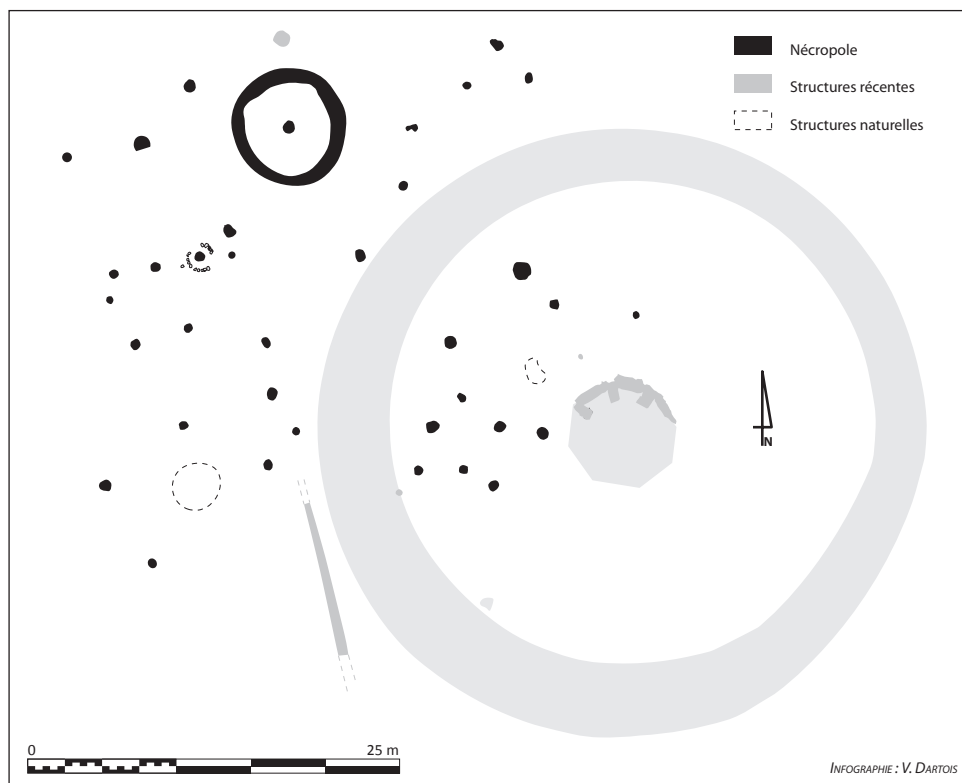 Nécropole
Structures récentes
Structures naturelles
N
0 25 m
INFOGRAPHIE : V. DARTOIS